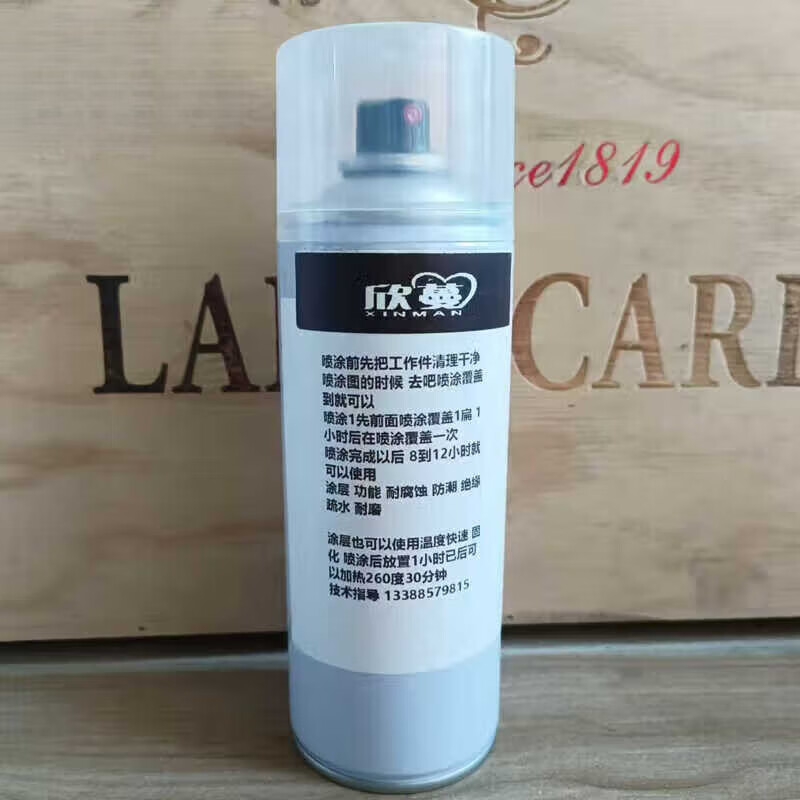 ce1819
LAN CARE
欣蔓
XINMAN
喷涂前先把工作件清理干净
喷涂图的时候 去吧喷涂覆盖
到就可以
喷涂1先前面喷涂覆盖1扁 1
小时后在喷涂覆盖一次
喷涂完成以后 8到12小时就
可以使用
涂层 功能 耐腐蚀 防潮 绝缘
疏水 耐磨
涂层也可以使用温度快速 固
化 喷涂后放置1小时已后可
以加热260度30分钟
技术指导 13388579815